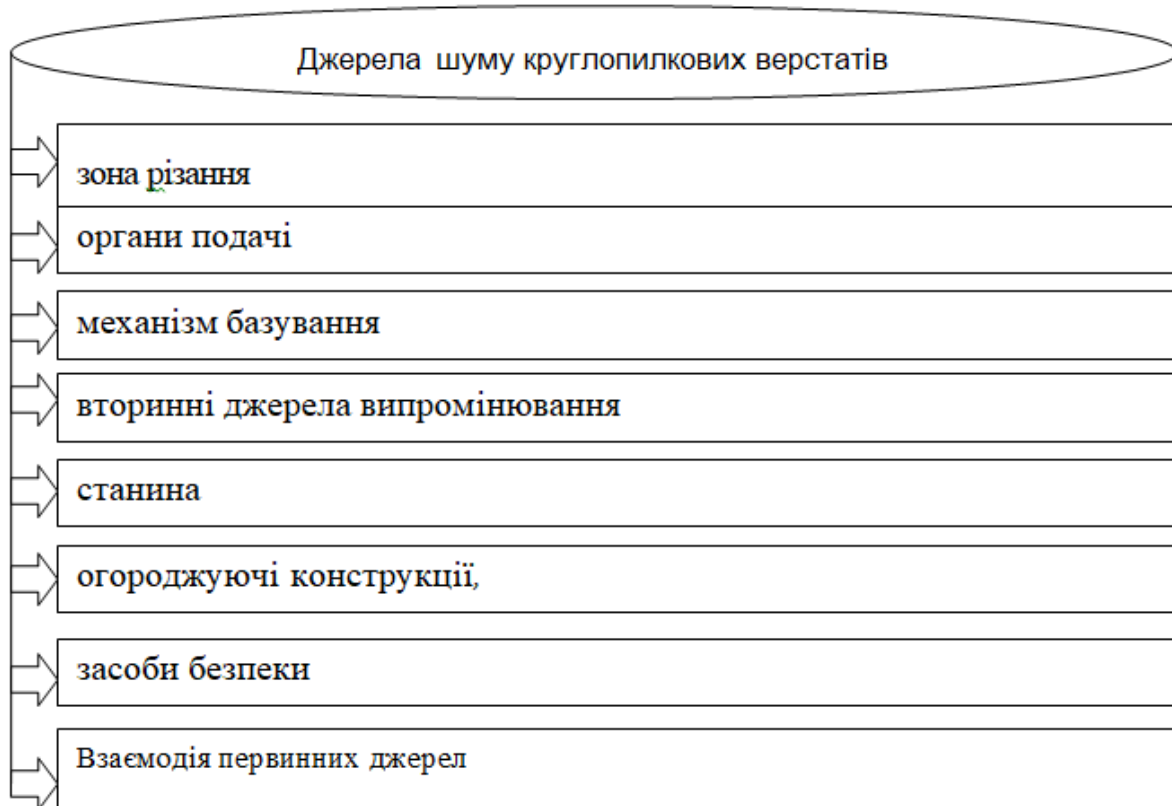 Джерела шуму круглопилкових верстатів
зона різання
органи подачі
механізм базування
вторинні джерела випромінювання
станина
огороджуючі конструкції,
засоби безпеки
Взаємодія первинних джерел